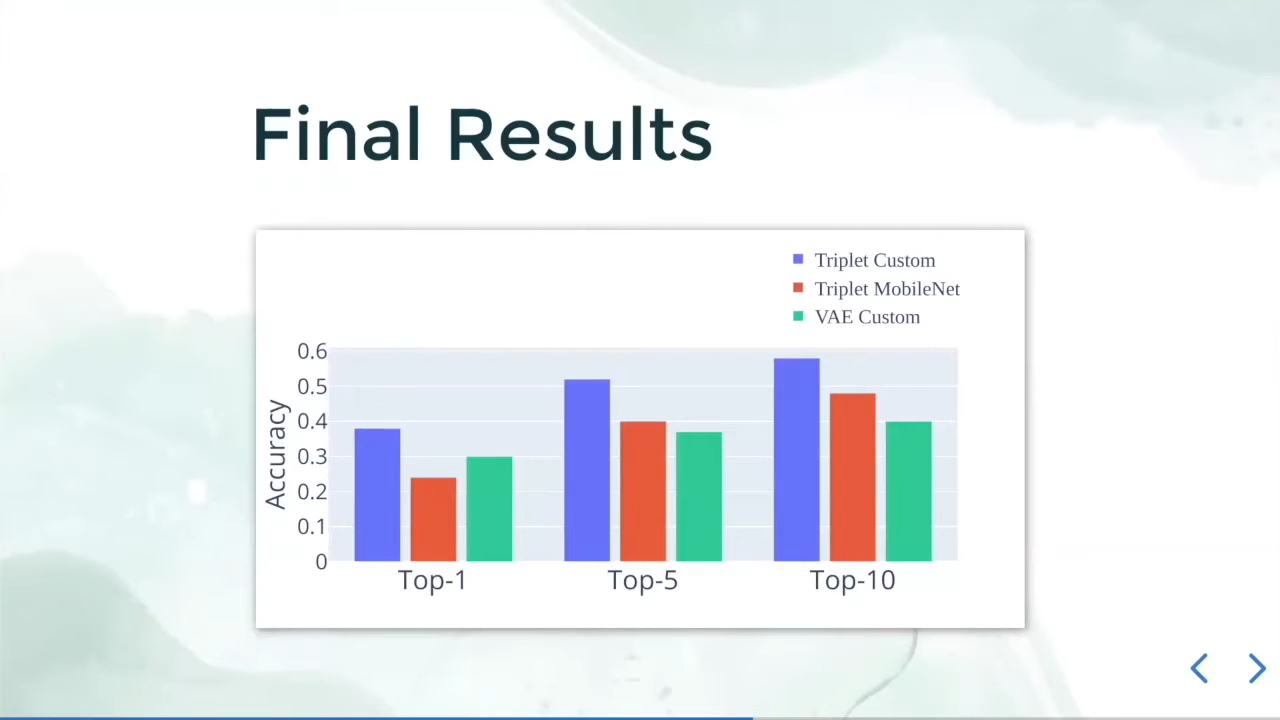 Final Results
Triplet Custom
Triplet MobileNet
VAE Custom
0.6
0.5
0.4
0.3
0.2
0.1
0
Accuracy
Top-1
Top-5
Top-10